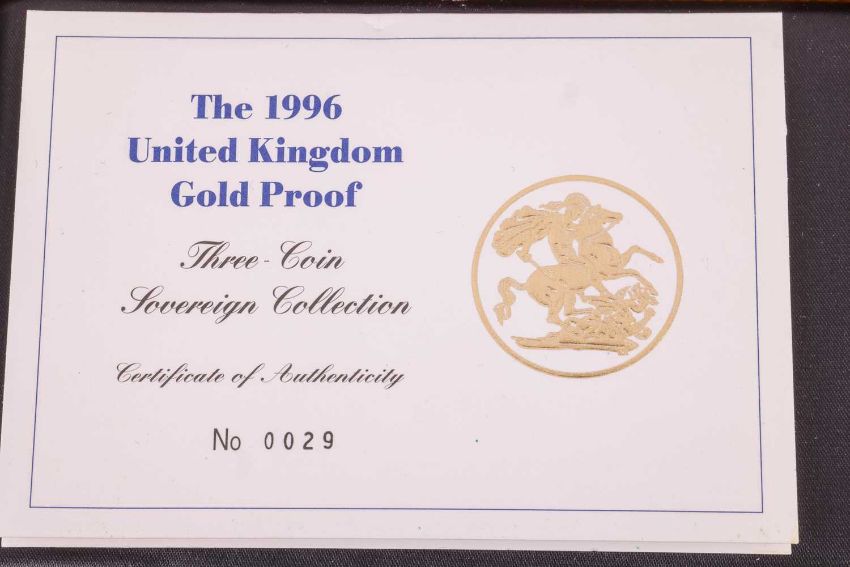 The 1996
United Kingdom
Gold Proof
Three-Coin
Sovereign Collection
Certificate of Authenticity
No 0029